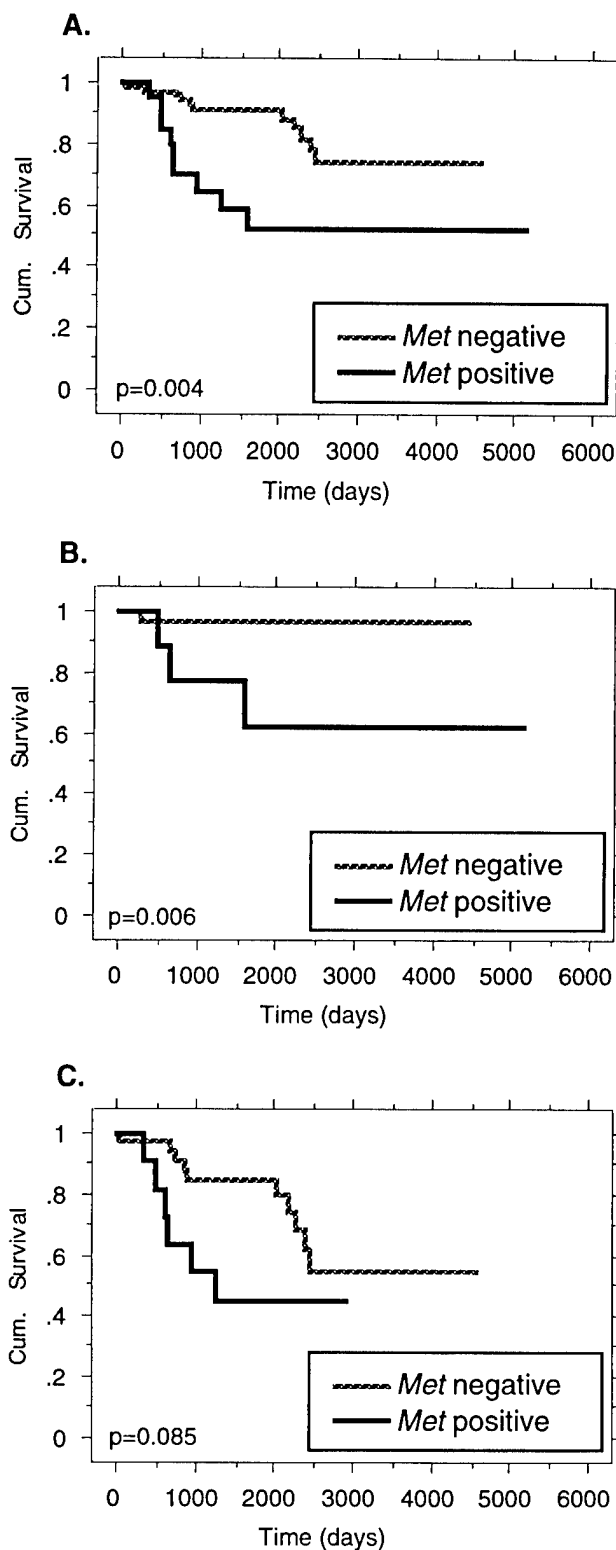 A.
Cum. Survival
1
.8
.6
.4
.2
0
Met negative
Met positive
p=0.004
0 1000 2000 3000 4000 5000 6000
Time (days)
B.
Cum. Survival
1
.8
.6
.4
.2
0
Met negative
Met positive
p=0.006
0 1000 2000 3000 4000 5000 6000
Time (days)
C.
Cum. Survival
1
.8
.6
.4
.2
0
Met negative
Met positive
p=0.085
0 1000 2000 3000 4000 5000 6000
Time (days)